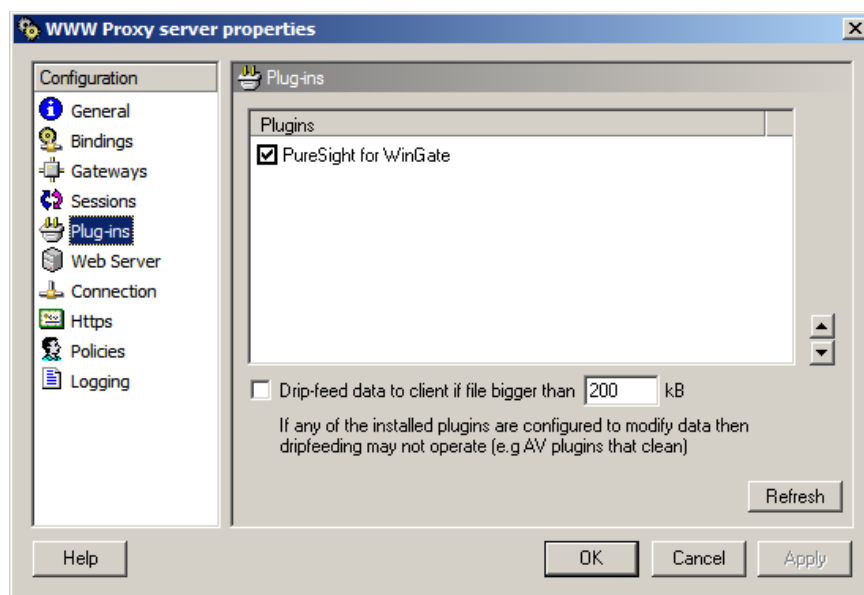 WWW Proxy server properties
Configuration
General
Bindings
Gateways
Sessions
Plug-ins
Web Server
Connection
Https
Policies
Logging
Plug-ins
Plugins
PureSight for WinGate
Drip-feed data to client if file bigger than 200 kB
If any of the installed plugins are configured to modify data then
dripfeeding may not operate (e.g AV plugins that clean)
Refresh
Help
OK
Cancel
Apply